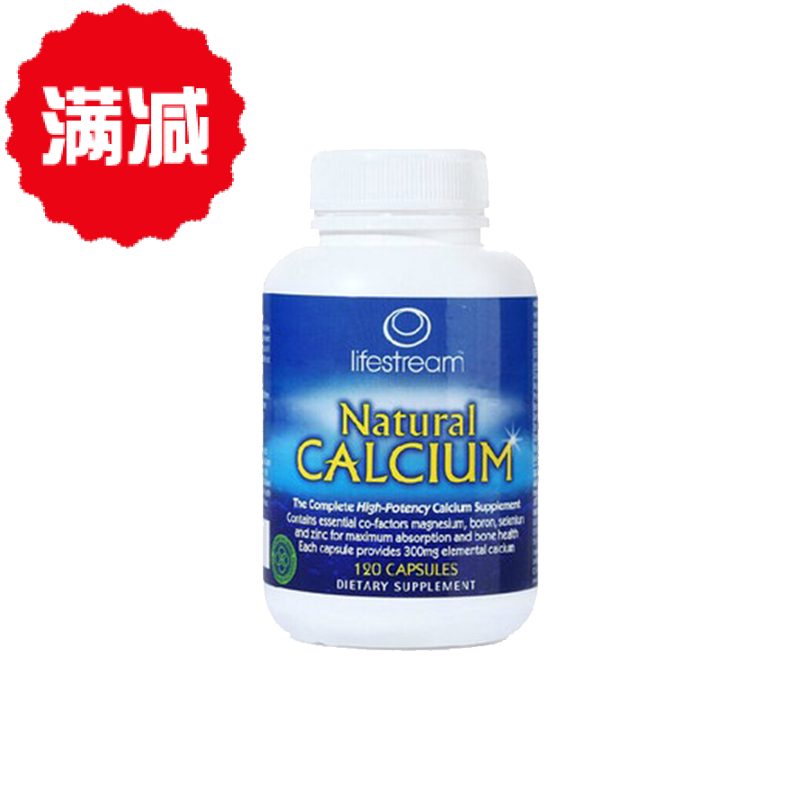 满减
lifestream™
Natural
CALCIUM
The Complete High-Potency Calcium Supplement
Contains essential co-factors magnesium, boron, selenium
and zinc for maximum absorption and bone health
Each capsule provides 300mg elemental calcium
120 CAPSULES
DIETARY SUPPLEMENT